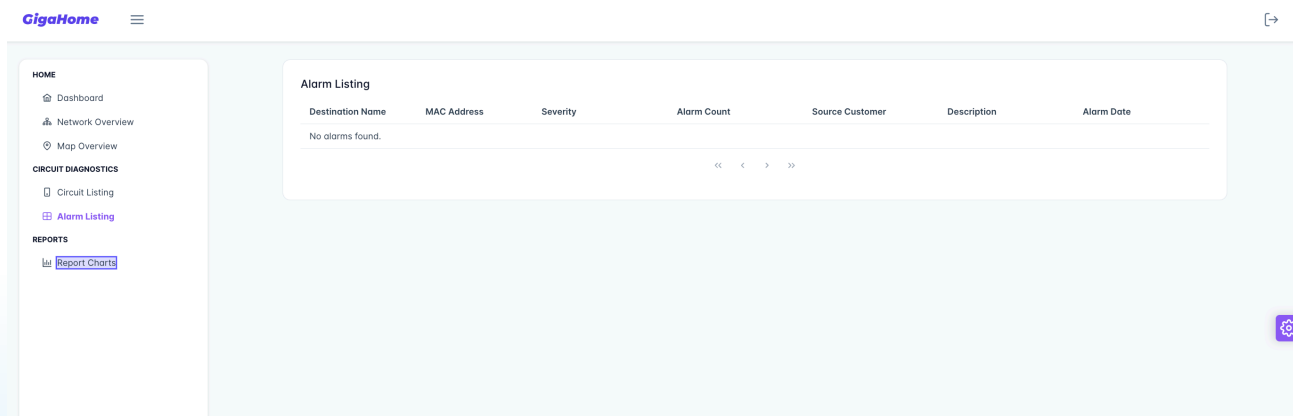 GigaHome
HOME
Dashboard
Network Overview
Map Overview
CIRCUIT DIAGNOSTICS
Circuit Listing
Alarm Listing
REPORTS
Report Charts
Alarm Listing
Destination Name MAC Address Severity Alarm Count Source Customer Description Alarm Date
No alarms found.